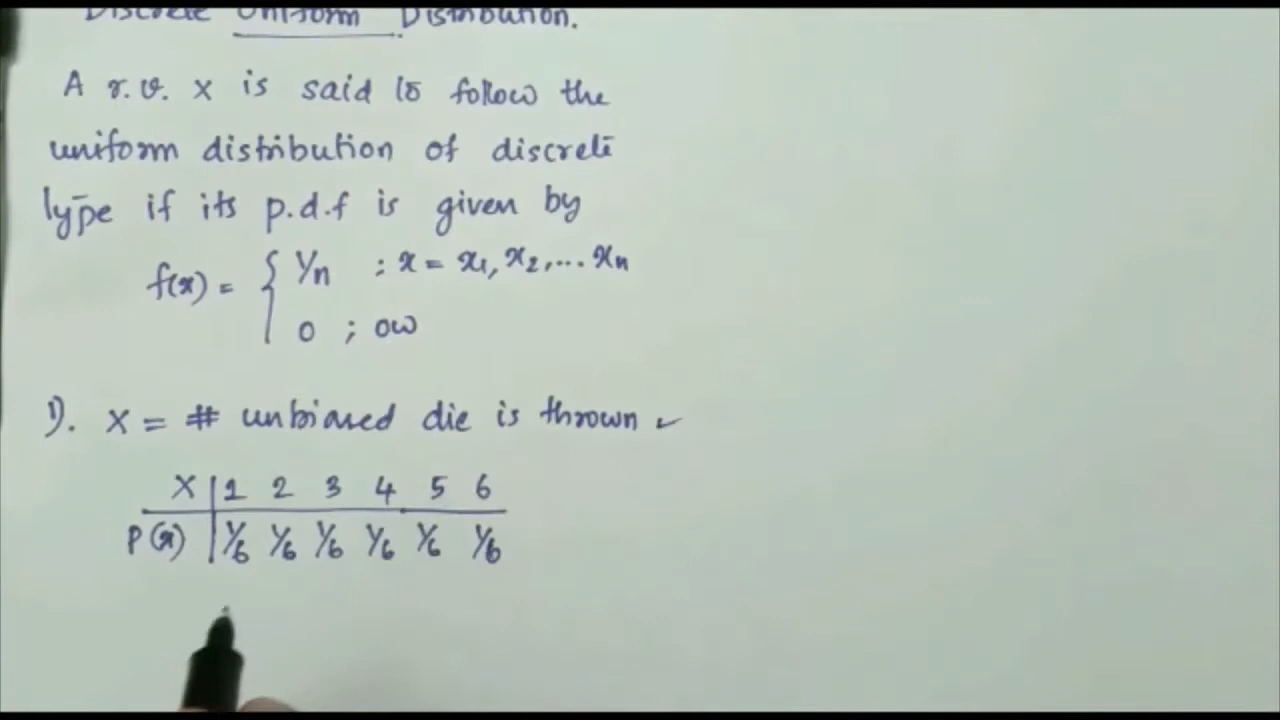 Discrete Uniform Distribution.
A r.v. X is said to follow the
uniform distribution of discrete
type if its p.d.f is given by
f(x) = { 1/n ; x = x₁, x₂, ... xₙ
0 ; ow
1). X = # unbiased die is thrown ✓
X | 1 2 3 4 5 6
P(x) | 1/6 1/6 1/6 1/6 1/6 1/6